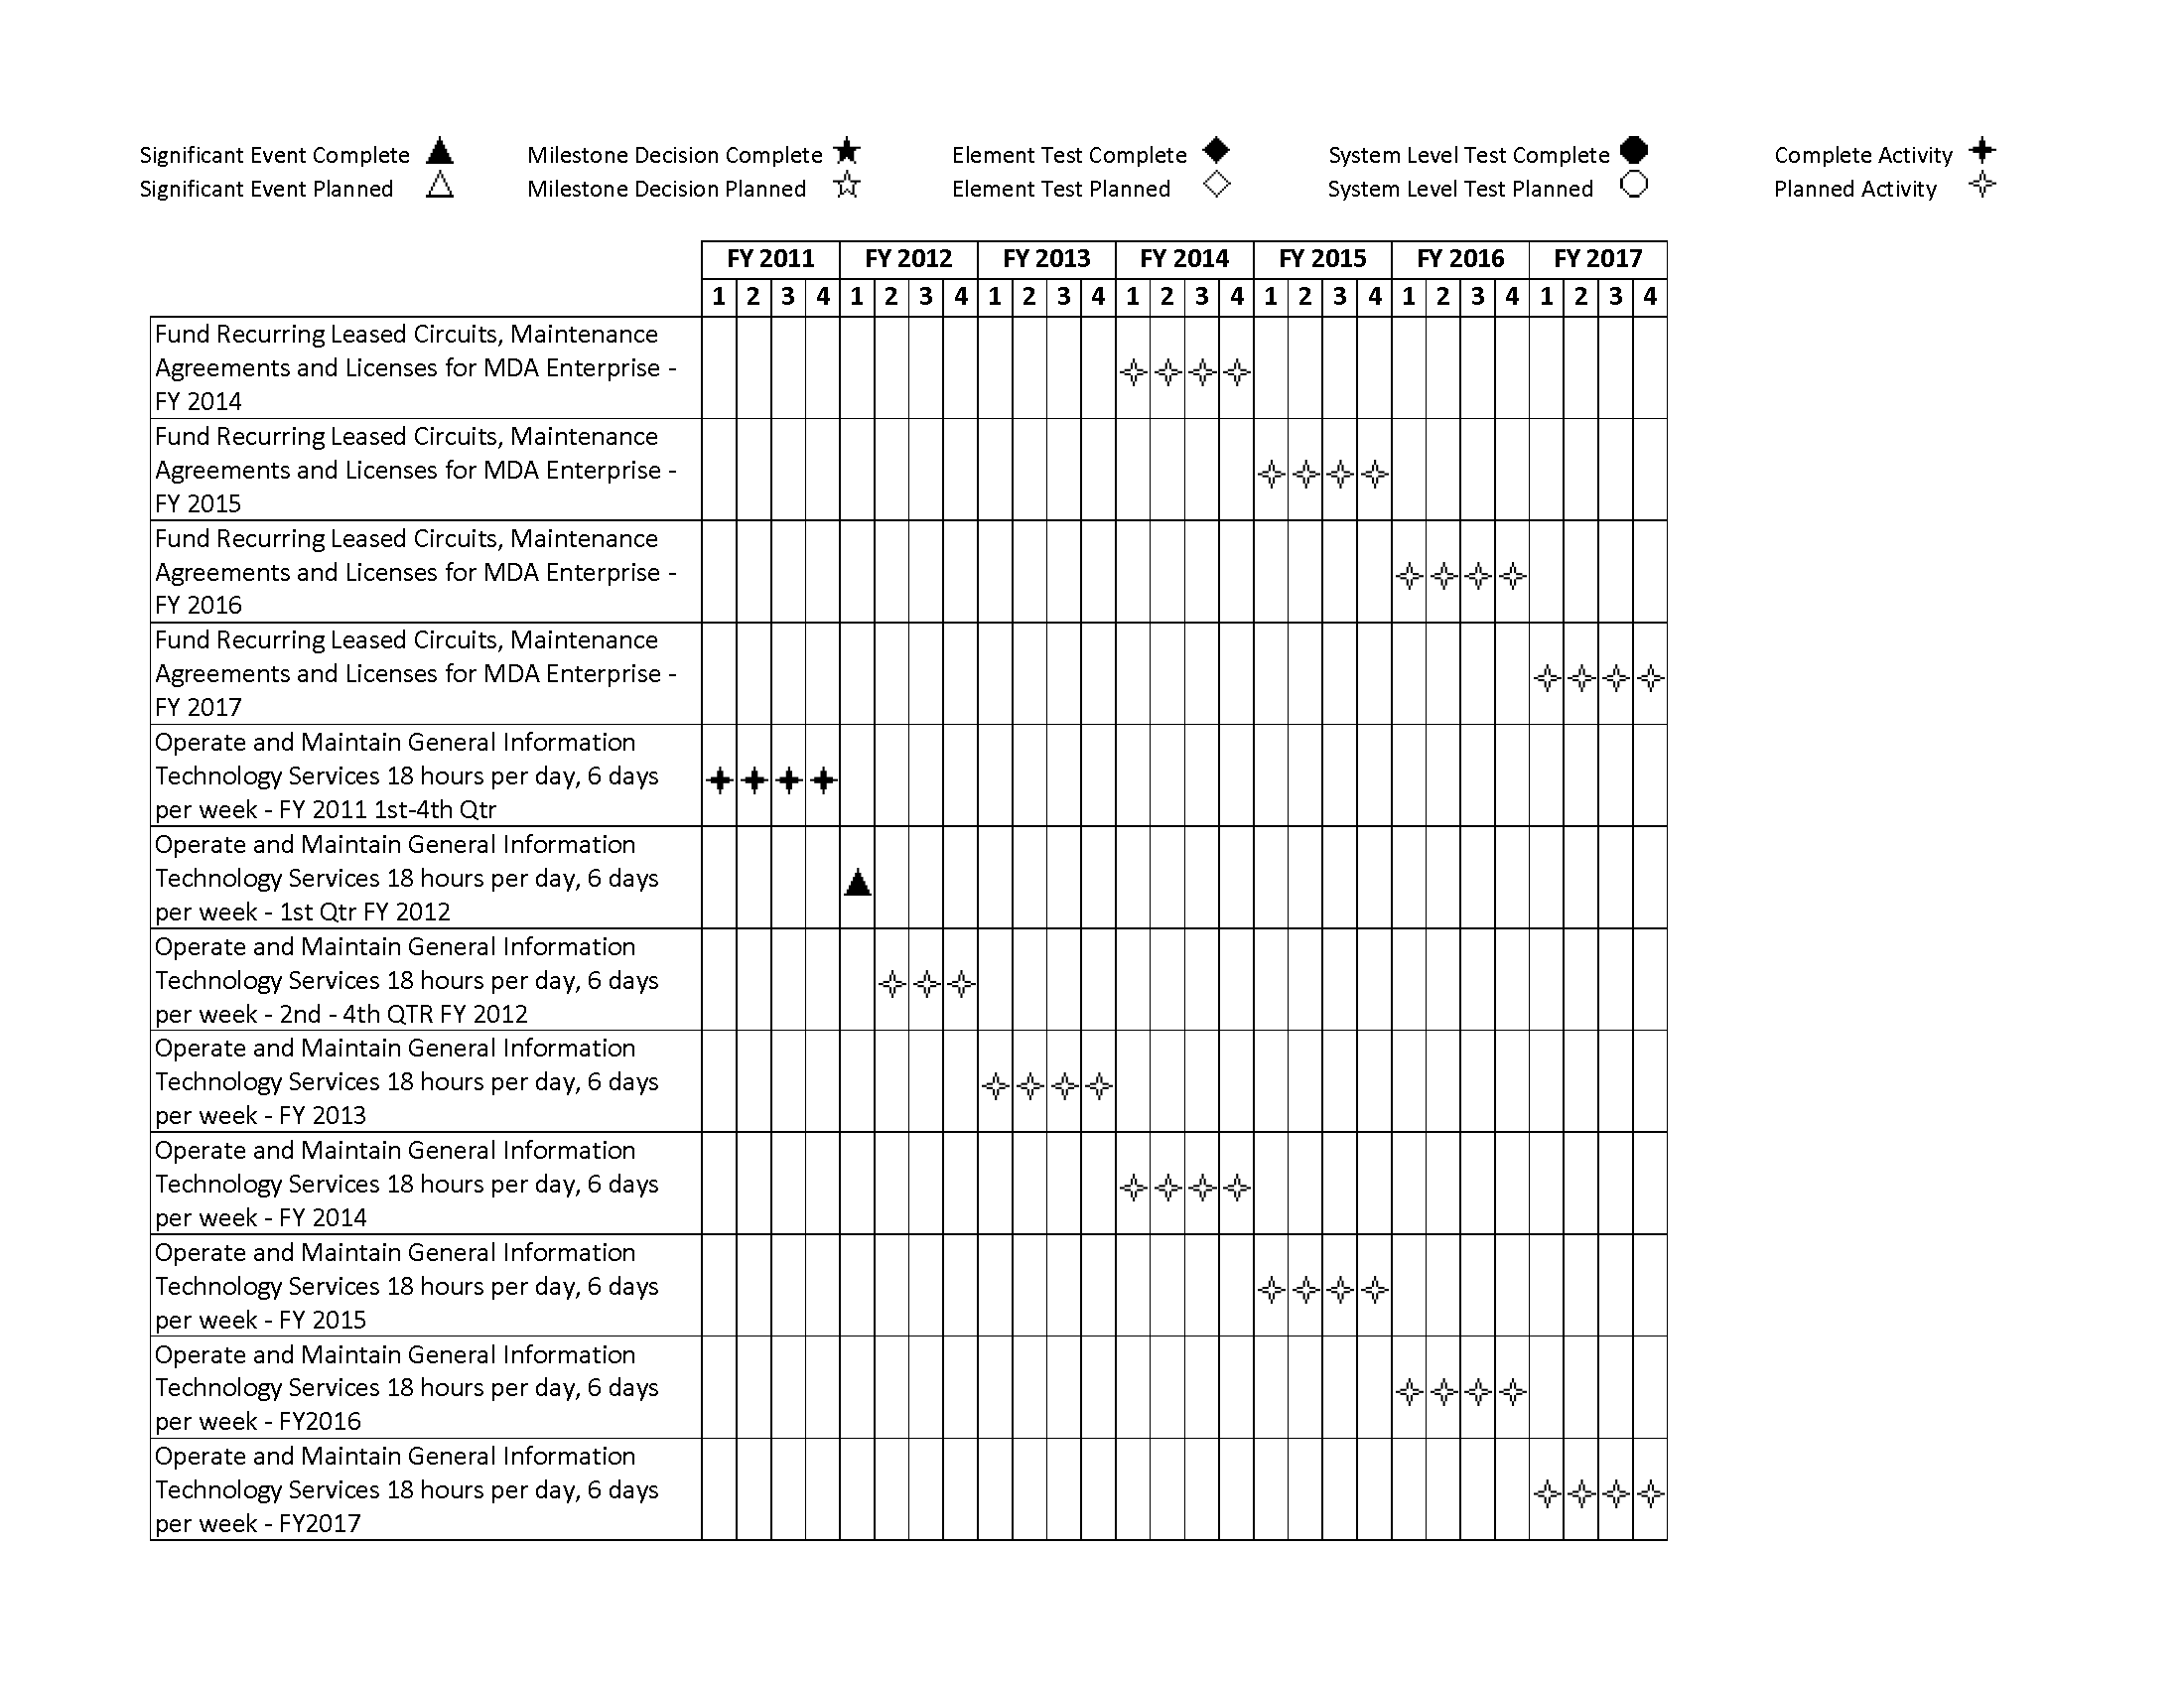 Significant Event Complete Milestone Decision Complete Element Test Complete System Level Test Complete Complete Activity
Significant Event Planned Milestone Decision Planned Element Test Planned System Level Test Planned Planned Activity
FY 2011 FY 2012 FY 2013 FY 2014 FY 2015 FY 2016 FY 2017
1 2 3 4 1 2 3 4 1 2 3 4 1 2 3 4 1 2 3 4 1 2 3 4 1 2 3 4
Fund Recurring Leased Circuits, Maintenance
Agreements and Licenses for MDA Enterprise -
FY 2014
Fund Recurring Leased Circuits, Maintenance
Agreements and Licenses for MDA Enterprise -
FY 2015
Fund Recurring Leased Circuits, Maintenance
Agreements and Licenses for MDA Enterprise -
FY 2016
Fund Recurring Leased Circuits, Maintenance
Agreements and Licenses for MDA Enterprise -
FY 2017
Operate and Maintain General Information
Technology Services 18 hours per day, 6 days
per week - FY 2011 1st-4th Qtr
Operate and Maintain General Information
Technology Services 18 hours per day, 6 days
per week - 1st Qtr FY 2012
Operate and Maintain General Information
Technology Services 18 hours per day, 6 days
per week - 2nd - 4th QTR FY 2012
Operate and Maintain General Information
Technology Services 18 hours per day, 6 days
per week - FY 2013
Operate and Maintain General Information
Technology Services 18 hours per day, 6 days
per week - FY 2014
Operate and Maintain General Information
Technology Services 18 hours per day, 6 days
per week - FY 2015
Operate and Maintain General Information
Technology Services 18 hours per day, 6 days
per week - FY2016
Operate and Maintain General Information
Technology Services 18 hours per day, 6 days
per week - FY2017